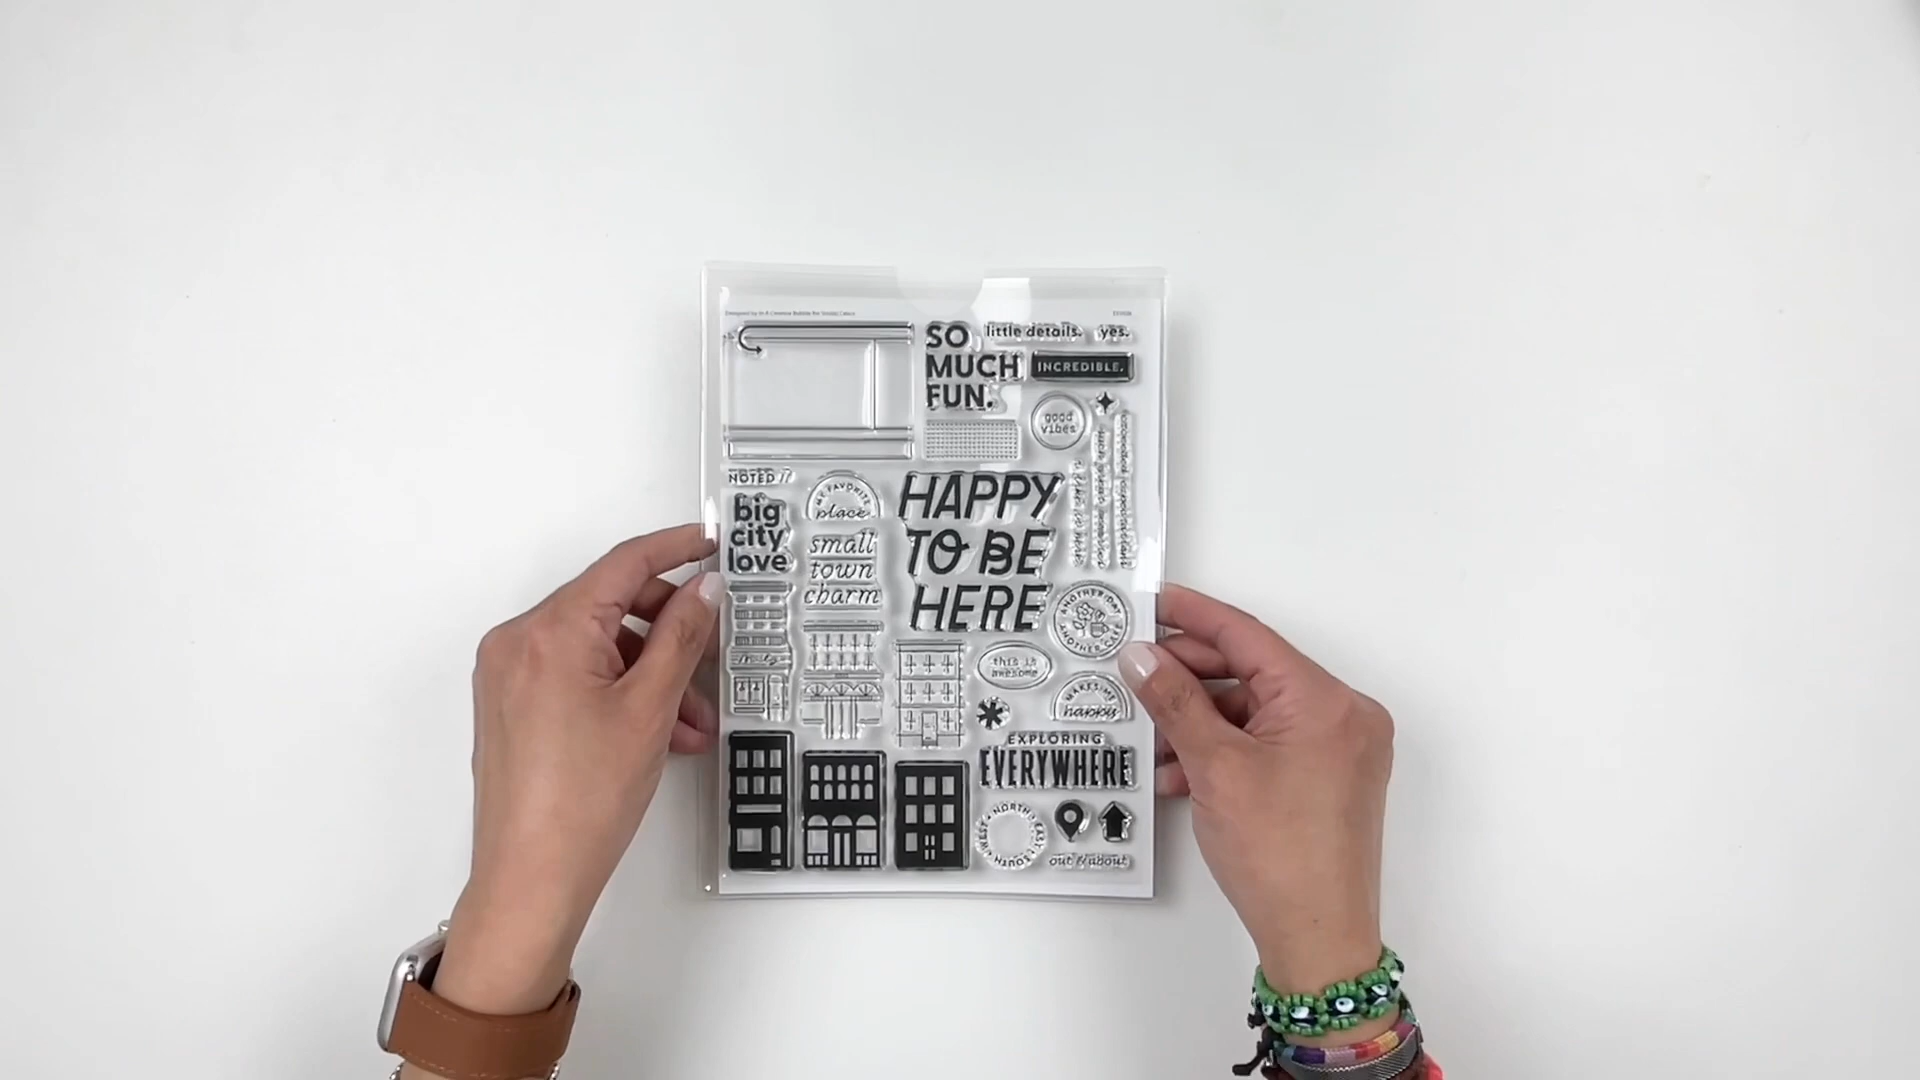 SO
MUCH
FUN.
little details.
yes.
INCREDIBLE.
good
vibes
NOTED //
big
city
love
MY FAVORITE
place
small
town
charm
HAPPY
TO BE
HERE
ANOTHER DAY
ANOTHER CAFE
this is
awesome
MAKES ME
happy
EXPLORING
EVERYWHERE
NORTH
EAST
SOUTH
WEST
out & about